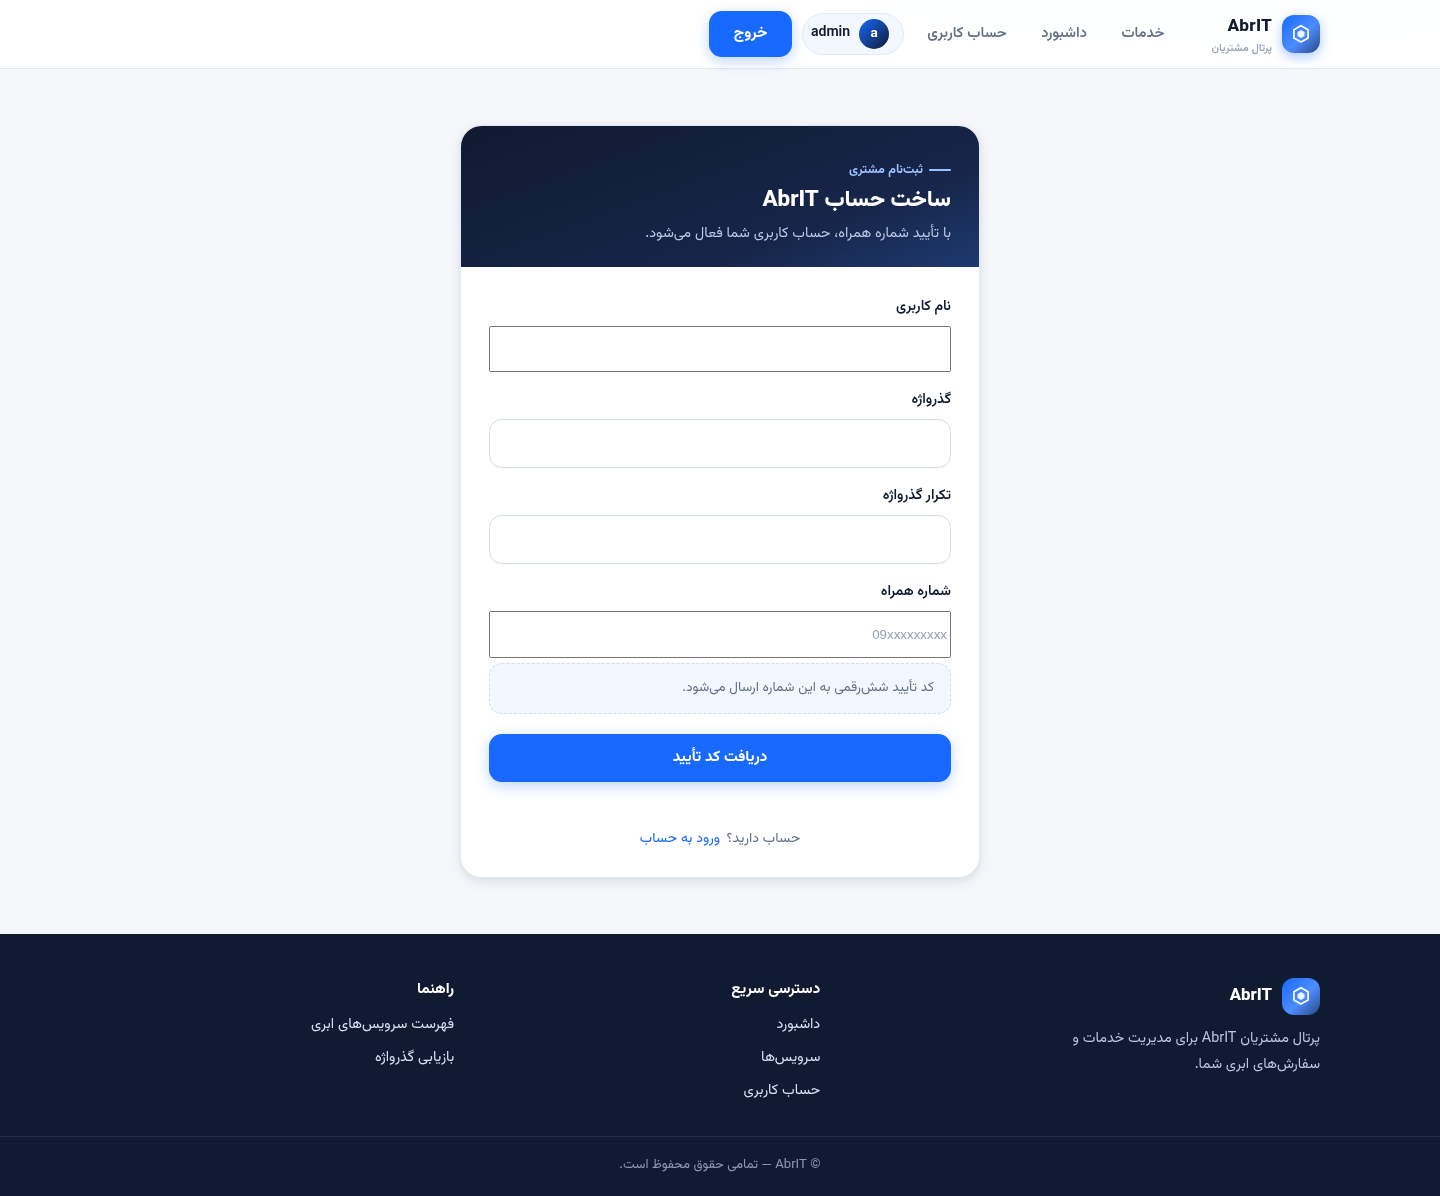 AbrIT
پرتال مشتریان
خدمات
داشبورد
حساب کاربری
a
admin
خروج
ثبت‌نام مشتری
ساخت حساب AbrIT
با تأیید شماره همراه، حساب کاربری شما فعال می‌شود.
نام کاربری
گذرواژه
تکرار گذرواژه
شماره همراه
09xxxxxxxxx
کد تأیید شش‌رقمی به این شماره ارسال می‌شود.
دریافت کد تأیید
حساب دارید؟ ورود به حساب
AbrIT
پرتال مشتریان AbrIT برای مدیریت خدمات و
سفارش‌های ابری شما.
دسترسی سریع
داشبورد
سرویس‌ها
حساب کاربری
راهنما
فهرست سرویس‌های ابری
بازیابی گذرواژه
© AbrIT — تمامی حقوق محفوظ است.